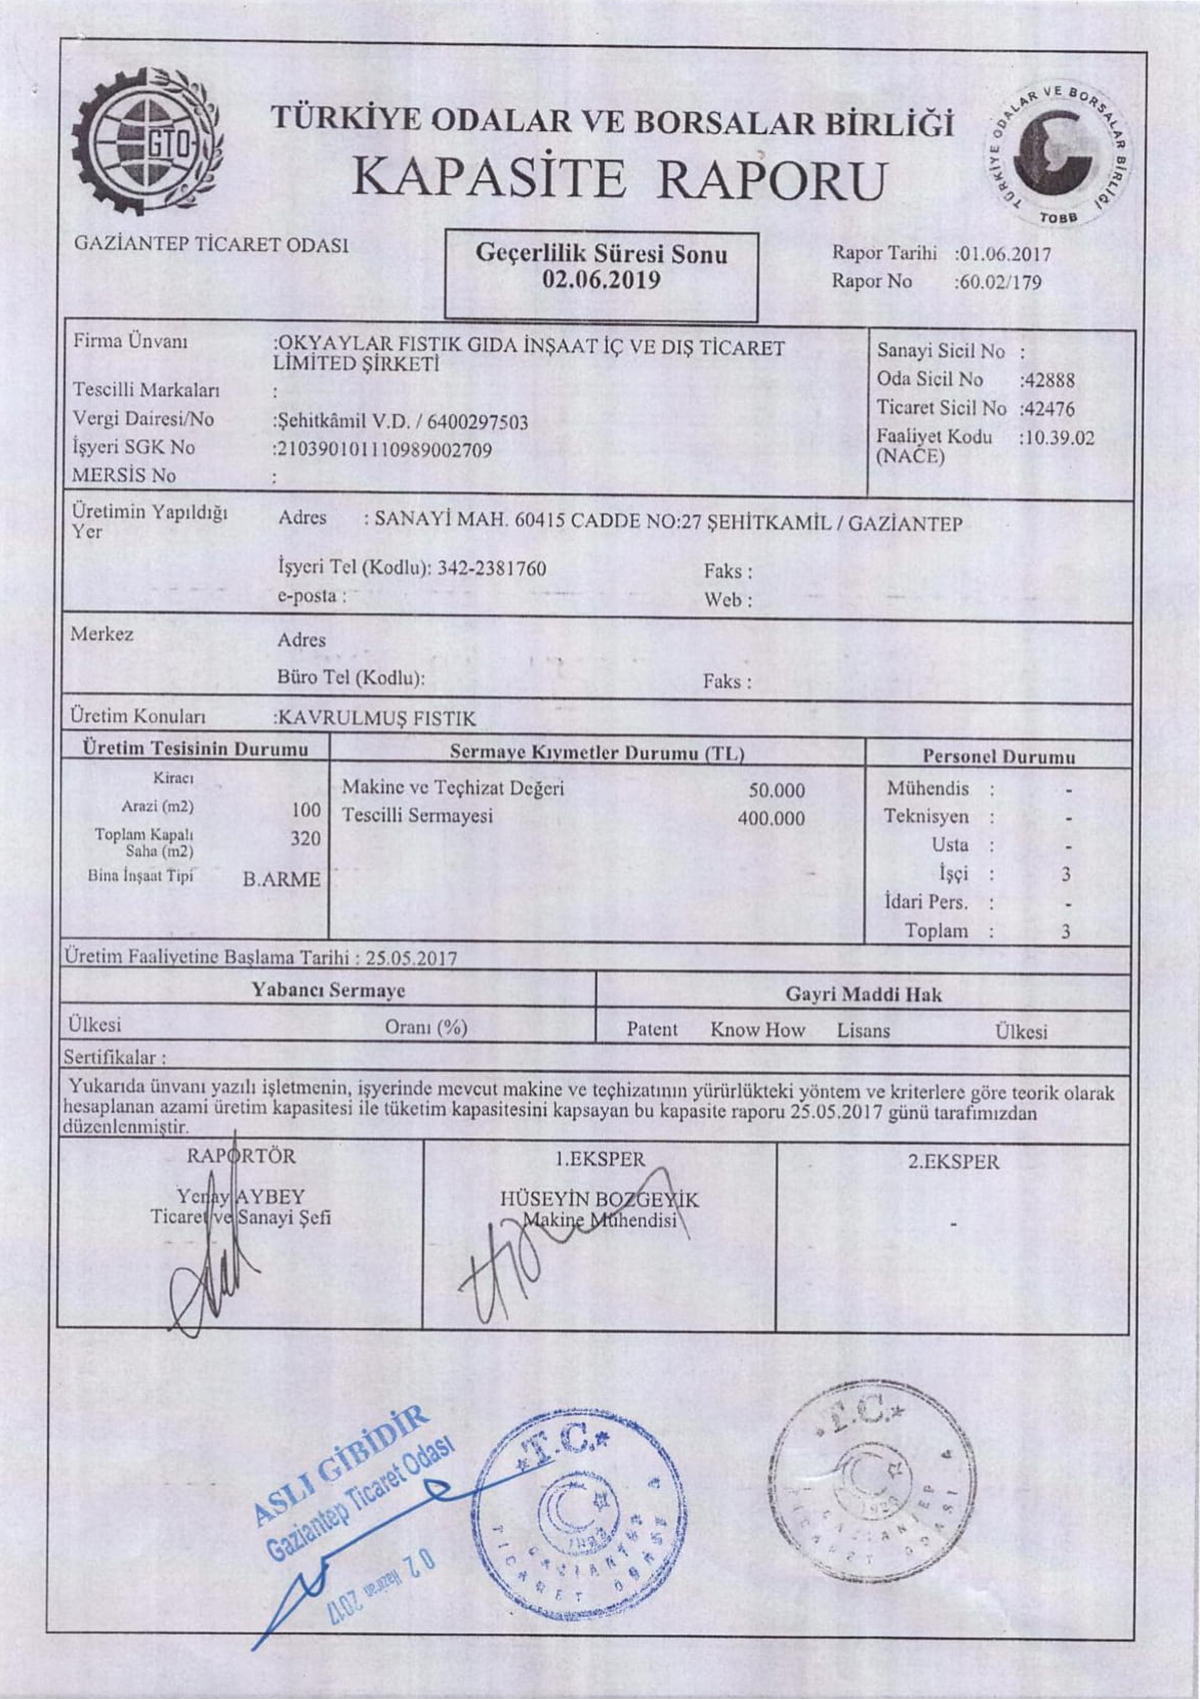 GTO
TÜRKİYE ODALAR VE BORSALAR BİRLİĞİ
KAPASİTE RAPORU
TÜRKİYE ODALAR VE BORSALAR BİRLİĞİ
TOBB
GAZİANTEP TİCARET ODASI
Geçerlilik Süresi Sonu
02.06.2019
Rapor Tarihi :01.06.2017
Rapor No :60.02/179
Firma Ünvanı :OKYAYLAR FISTIK GIDA İNŞAAT İÇ VE DIŞ TİCARET
LİMİTED ŞİRKETİ
Tescilli Markaları :
Vergi Dairesi/No :Şehitkâmil V.D. / 6400297503
İşyeri SGK No :210390101110989002709
MERSİS No :
Sanayi Sicil No :
Oda Sicil No :42888
Ticaret Sicil No :42476
Faaliyet Kodu :10.39.02
(NACE)
Üretimin Yapıldığı
Yer
Adres : SANAYİ MAH. 60415 CADDE NO:27 ŞEHİTKAMİL / GAZİANTEP
İşyeri Tel (Kodlu): 342-2381760 Faks :
e-posta : Web :
Merkez Adres
Büro Tel (Kodlu): Faks :
Üretim Konuları :KAVRULMUŞ FISTIK
Üretim Tesisinin Durumu Sermaye Kıymetler Durumu (TL) Personel Durumu
Kiracı
Arazi (m2) 100
Toplam Kapalı
Saha (m2) 320
Bina İnşaat Tipi B.ARME
Makine ve Teçhizat Değeri 50.000
Tescilli Sermayesi 400.000
Mühendis : -
Teknisyen : -
Usta : -
İşçi : 3
İdari Pers. : -
Toplam : 3
Üretim Faaliyetine Başlama Tarihi : 25.05.2017
Yabancı Sermaye Gayri Maddi Hak
Ülkesi Oranı (%) Patent Know How Lisans Ülkesi
Sertifikalar :
Yukarıda ünvanı yazılı işletmenin, işyerinde mevcut makine ve teçhizatının yürürlükteki yöntem ve kriterlere göre teorik olarak
hesaplanan azami üretim kapasitesi ile tüketim kapasitesini kapsayan bu kapasite raporu 25.05.2017 günü tarafımızdan
düzenlenmiştir.
RAPORTÖR 1.EKSPER 2.EKSPER
Yenay AYBEY
Ticaret ve Sanayi Şefi
HÜSEYİN BOZGEYİK
Makine Mühendisi
-
ASLI GİBİDİR
Gaziantep Ticaret Odası
02 Haziran 2017
T.C.
1923
GAZİANTEP
TİCARET ODASI
T.C.
1923
GAZİANTEP
TİCARET ODASI